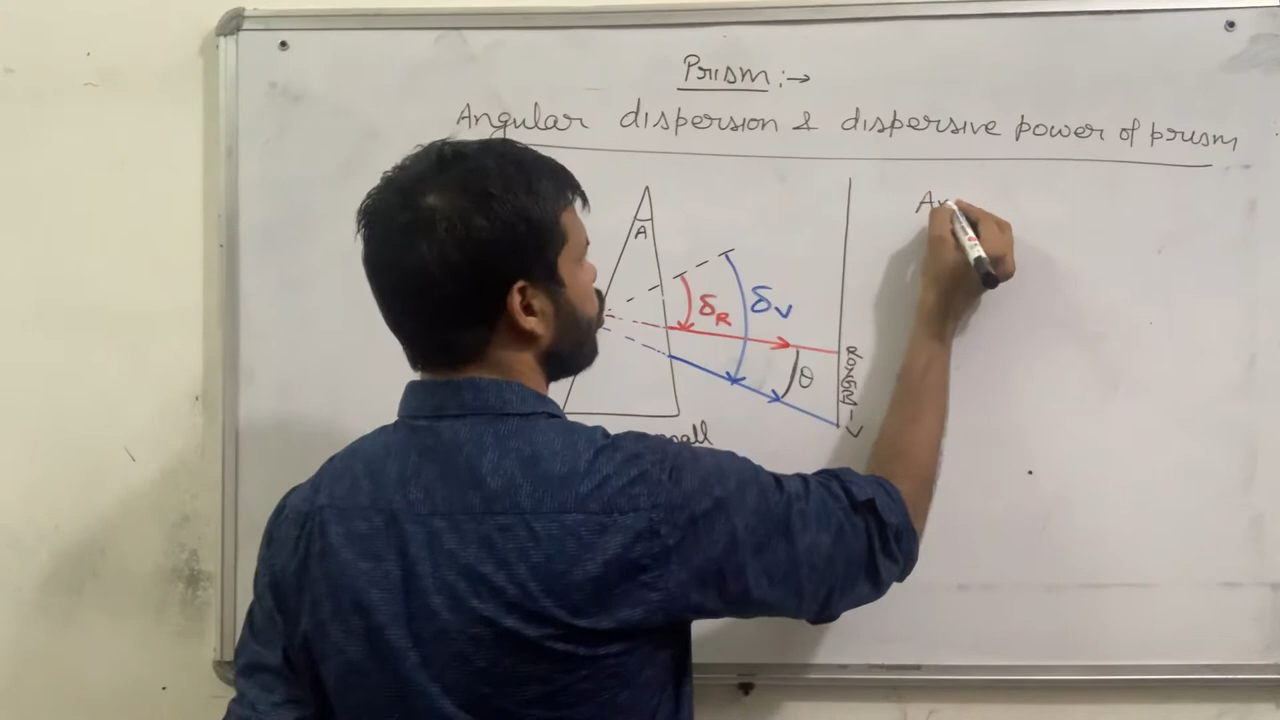 Prism :→
Angular dispersion & dispersive power of prism
A
δR
δV
θ
R
V